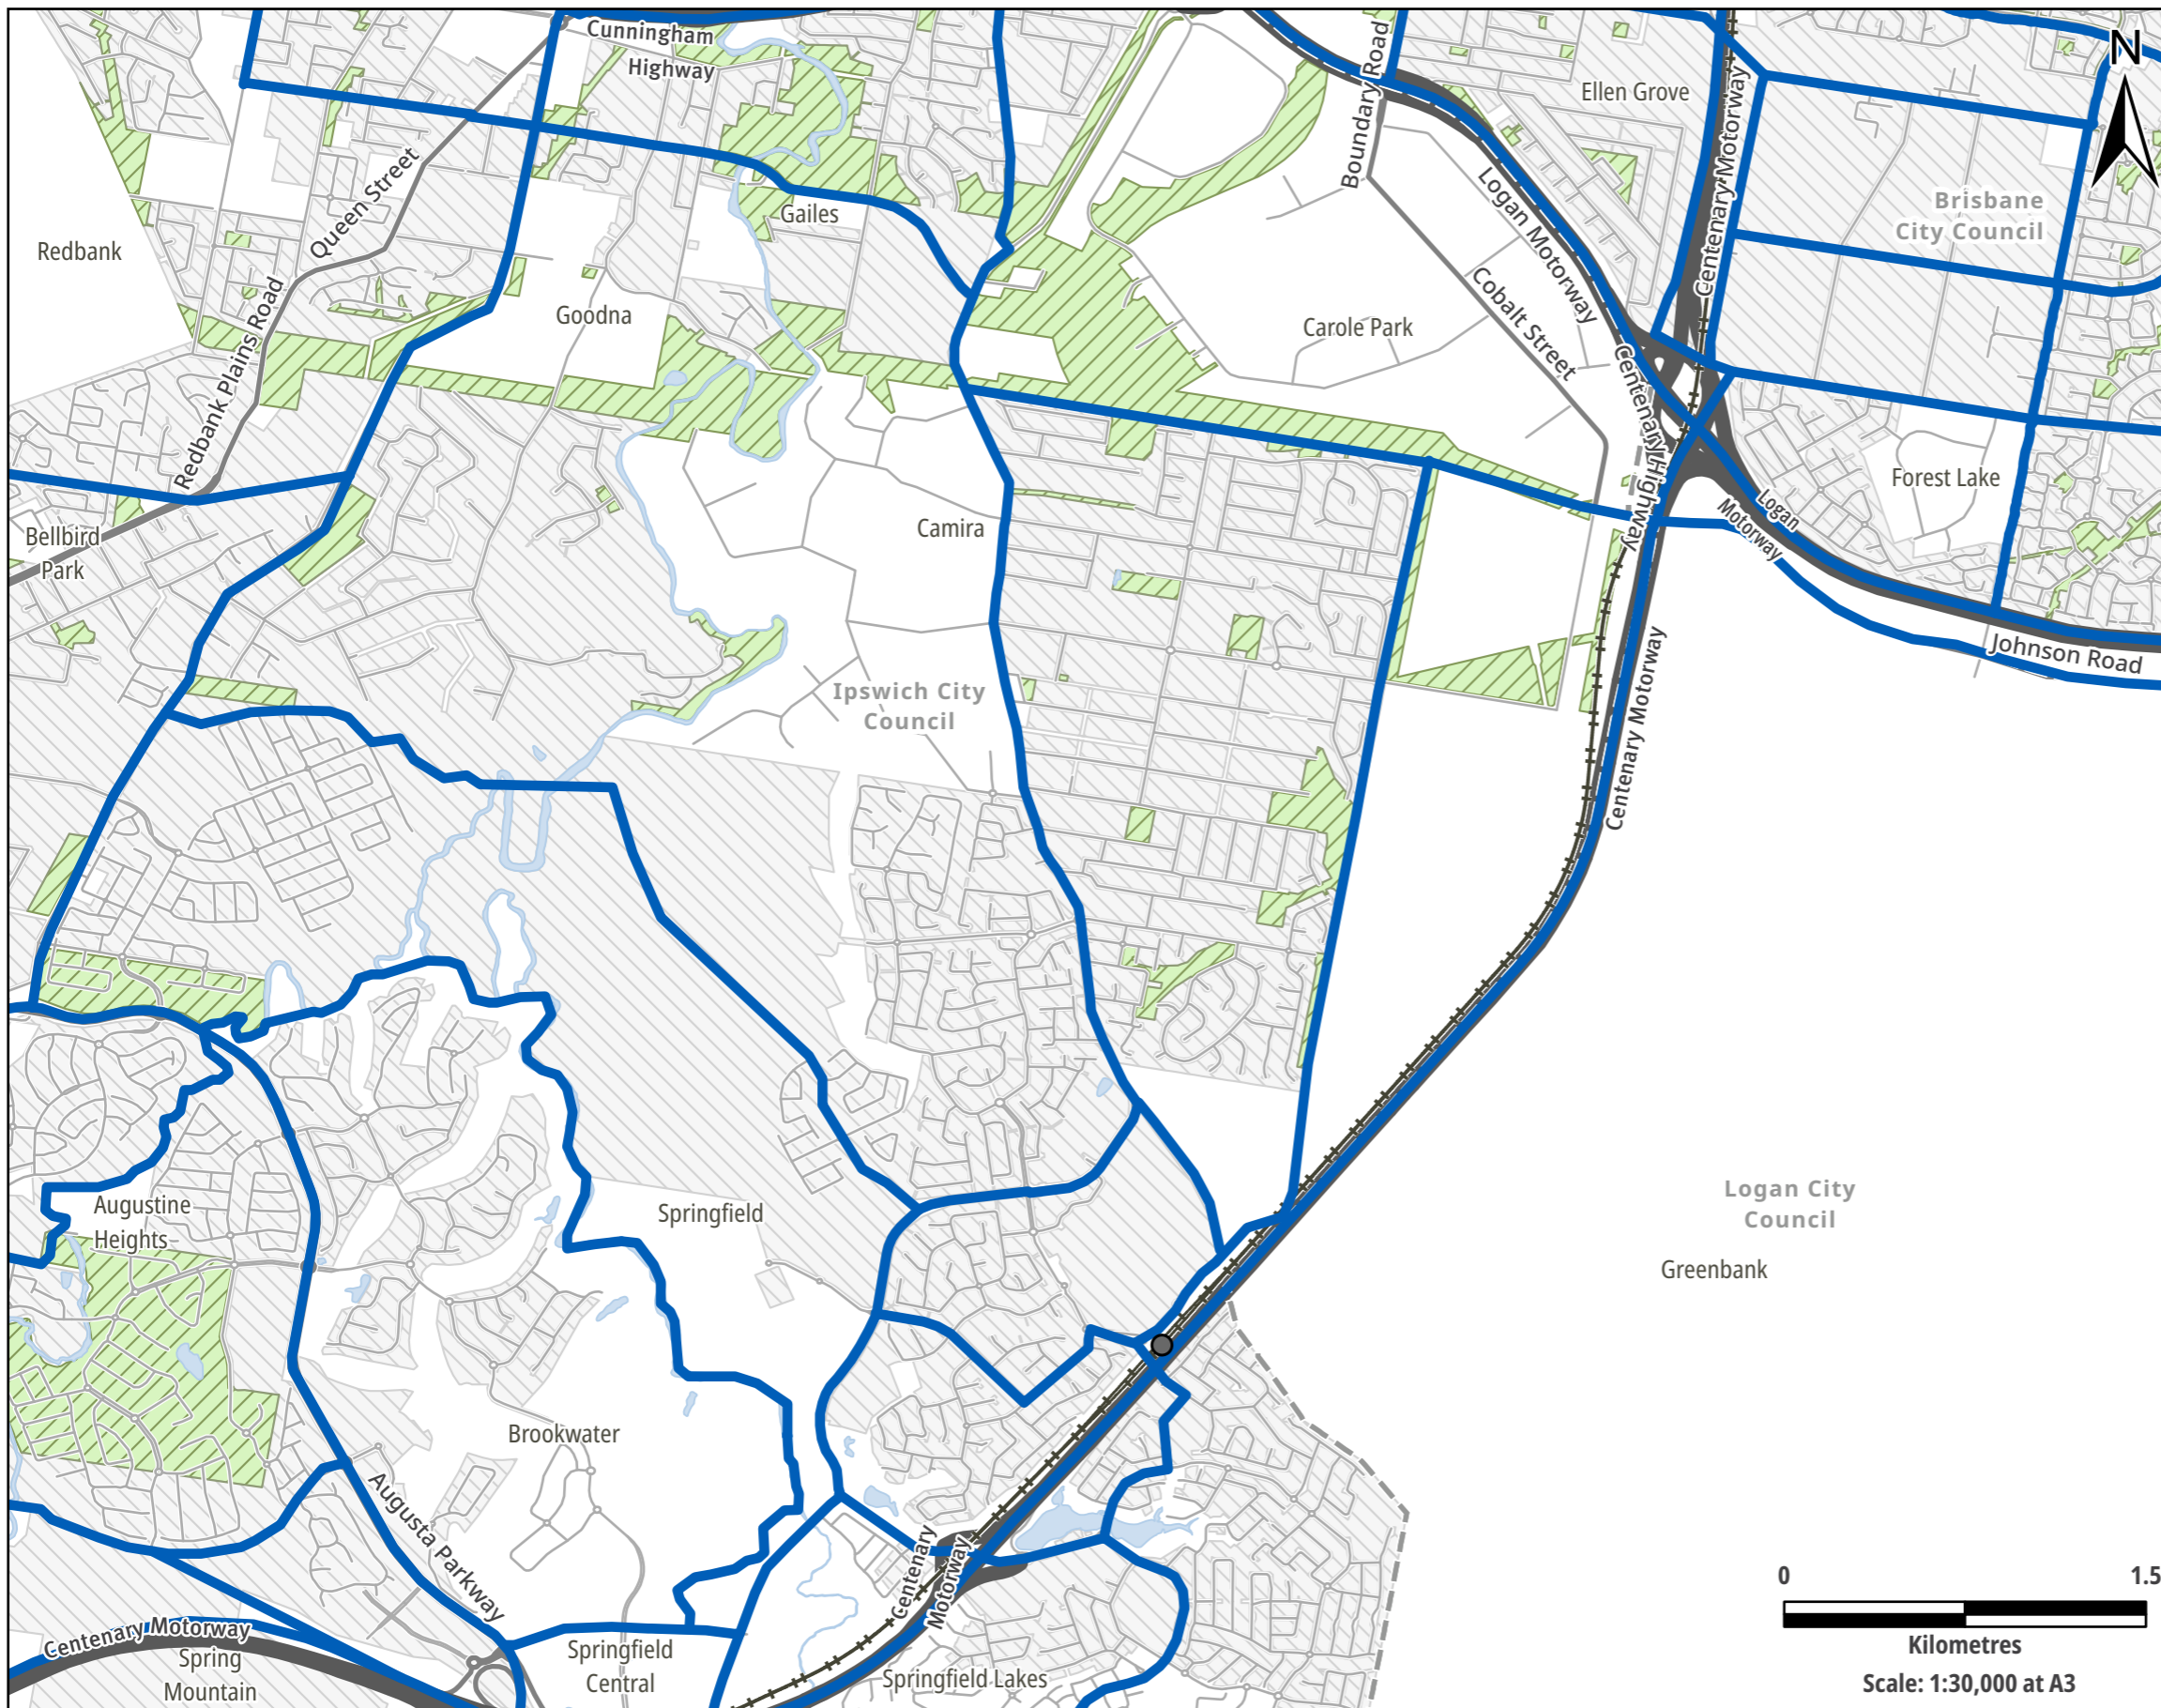 Cunningham
Highway
Boundary Road
Ellen Grove
Centenary Motorway
N
Queen Street
Redbank
Gailes
Logan Motorway
Centenary Motorway
Brisbane
City Council
Redbank Plains Road
Goodna
Carole Park
Cobalt Street
Centenary Highway
Forest Lake
Bellbird
Park
Camira
Logan
Motorway
Johnson Road
Ipswich City
Council
Centenary Motorway
Augustine
Heights
Springfield
Logan City
Council
Greenbank
Brookwater
Augusta Parkway
Centenary
Motorway
Centenary Motorway
Spring
Mountain
Springfield
Central
Springfield Lakes
0 1.5
Kilometres
Scale: 1:30,000 at A3